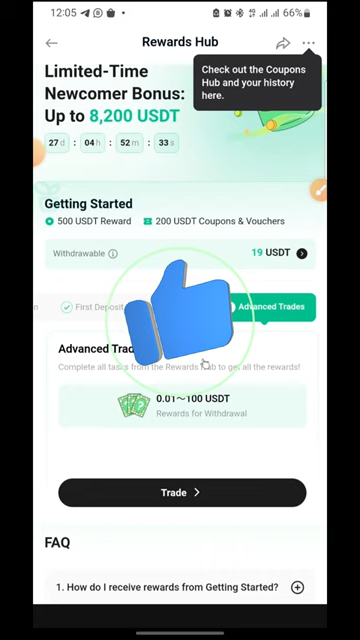 12:05
66%
Rewards Hub
Check out the Coupons
Hub and your history
here.
Limited-Time
Newcomer Bonus:
Up to 8,200 USDT
27 d : 04 h : 52 m : 33 s
Getting Started
500 USDT Reward 200 USDT Coupons & Vouchers
Withdrawable 19 USDT
n First Deposit Advanced Trades
Advanced Trad
Complete all tasks from the Rewards Hub to get all the rewards!
0.01~100 USDT
Rewards for Withdrawal
Trade
FAQ
1. How do I receive rewards from Getting Started?